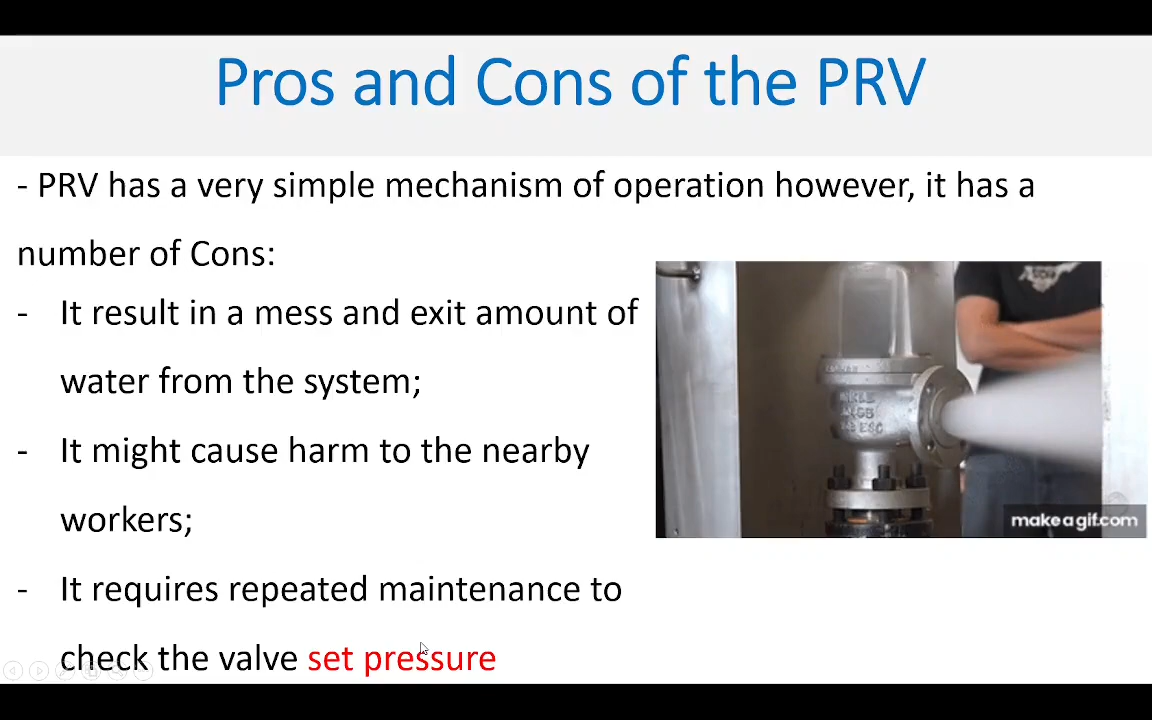 Pros and Cons of the PRV
- PRV has a very simple mechanism of operation however, it has a
number of Cons:
- It result in a mess and exit amount of
water from the system;
- It might cause harm to the nearby
workers;
- It requires repeated maintenance to
check the valve set pressure
makeagif.com